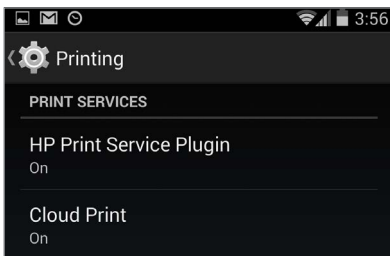 3:56
Printing
PRINT SERVICES
HP Print Service Plugin
On
Cloud Print
On